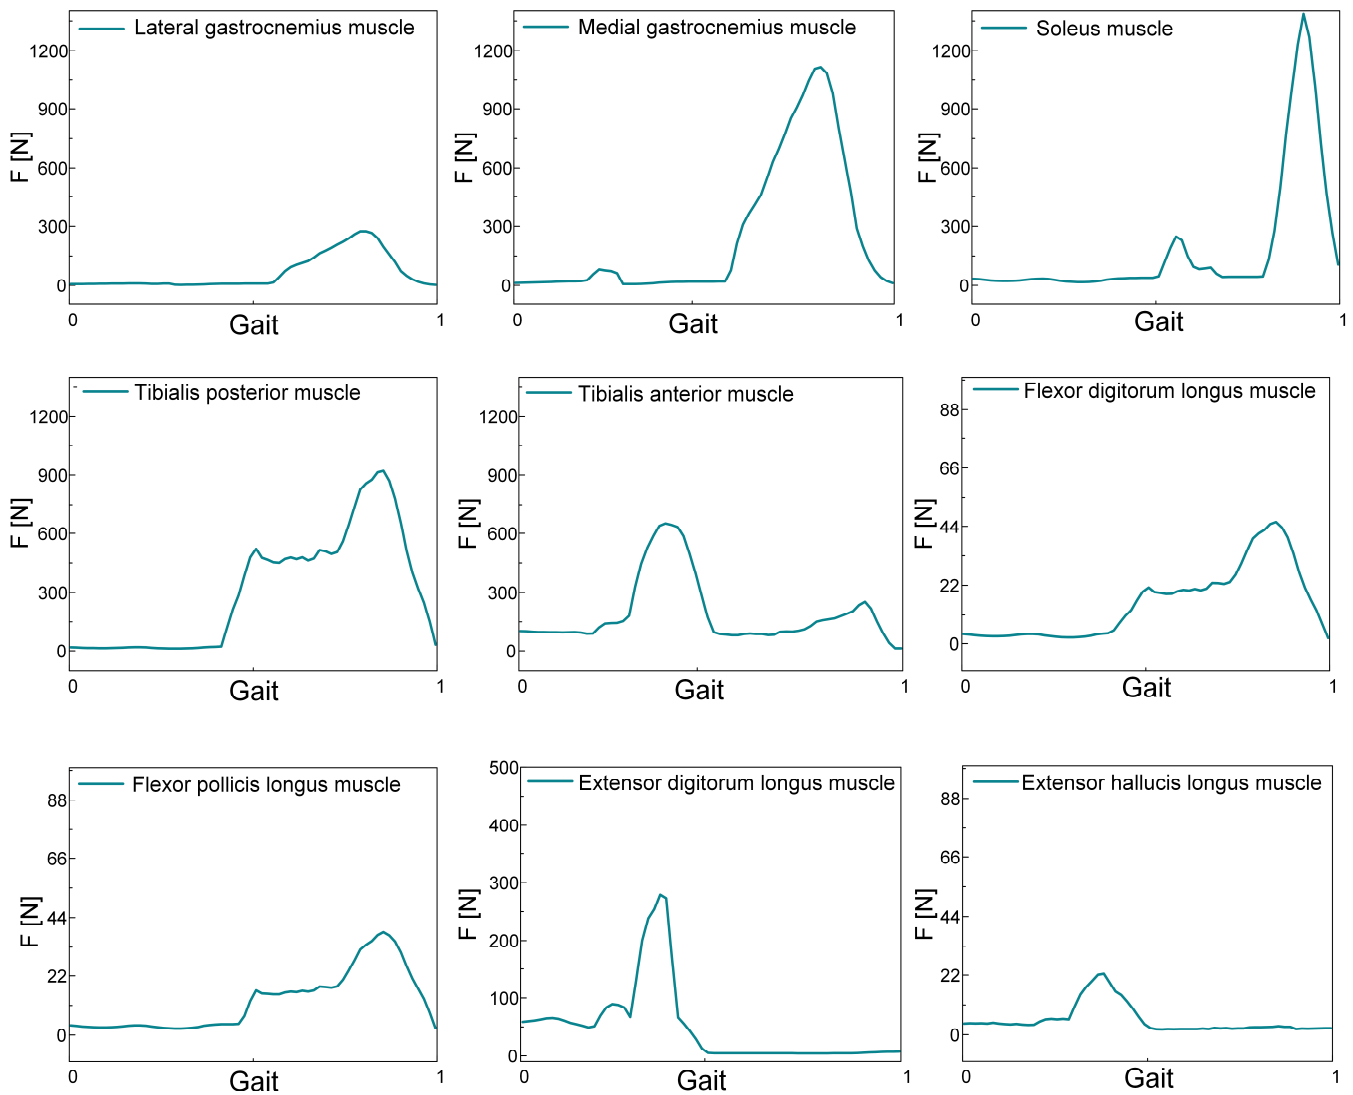 Lateral gastrocnemius muscle
1200
900
600
300
0
F [N]
0
Gait
1
Medial gastrocnemius muscle
1200
900
600
300
0
F [N]
0
Gait
1
Soleus muscle
1200
900
600
300
0
F [N]
0
Gait
1
Tibialis posterior muscle
1200
900
600
300
0
F [N]
0
Gait
1
Tibialis anterior muscle
1200
900
600
300
0
F [N]
0
Gait
1
Flexor digitorum longus muscle
88
66
44
22
0
F [N]
0
Gait
1
Flexor pollicis longus muscle
88
66
44
22
0
F [N]
0
Gait
1
Extensor digitorum longus muscle
500
400
300
200
100
0
F [N]
0
Gait
1
Extensor hallucis longus muscle
88
66
44
22
0
F [N]
0
Gait
1